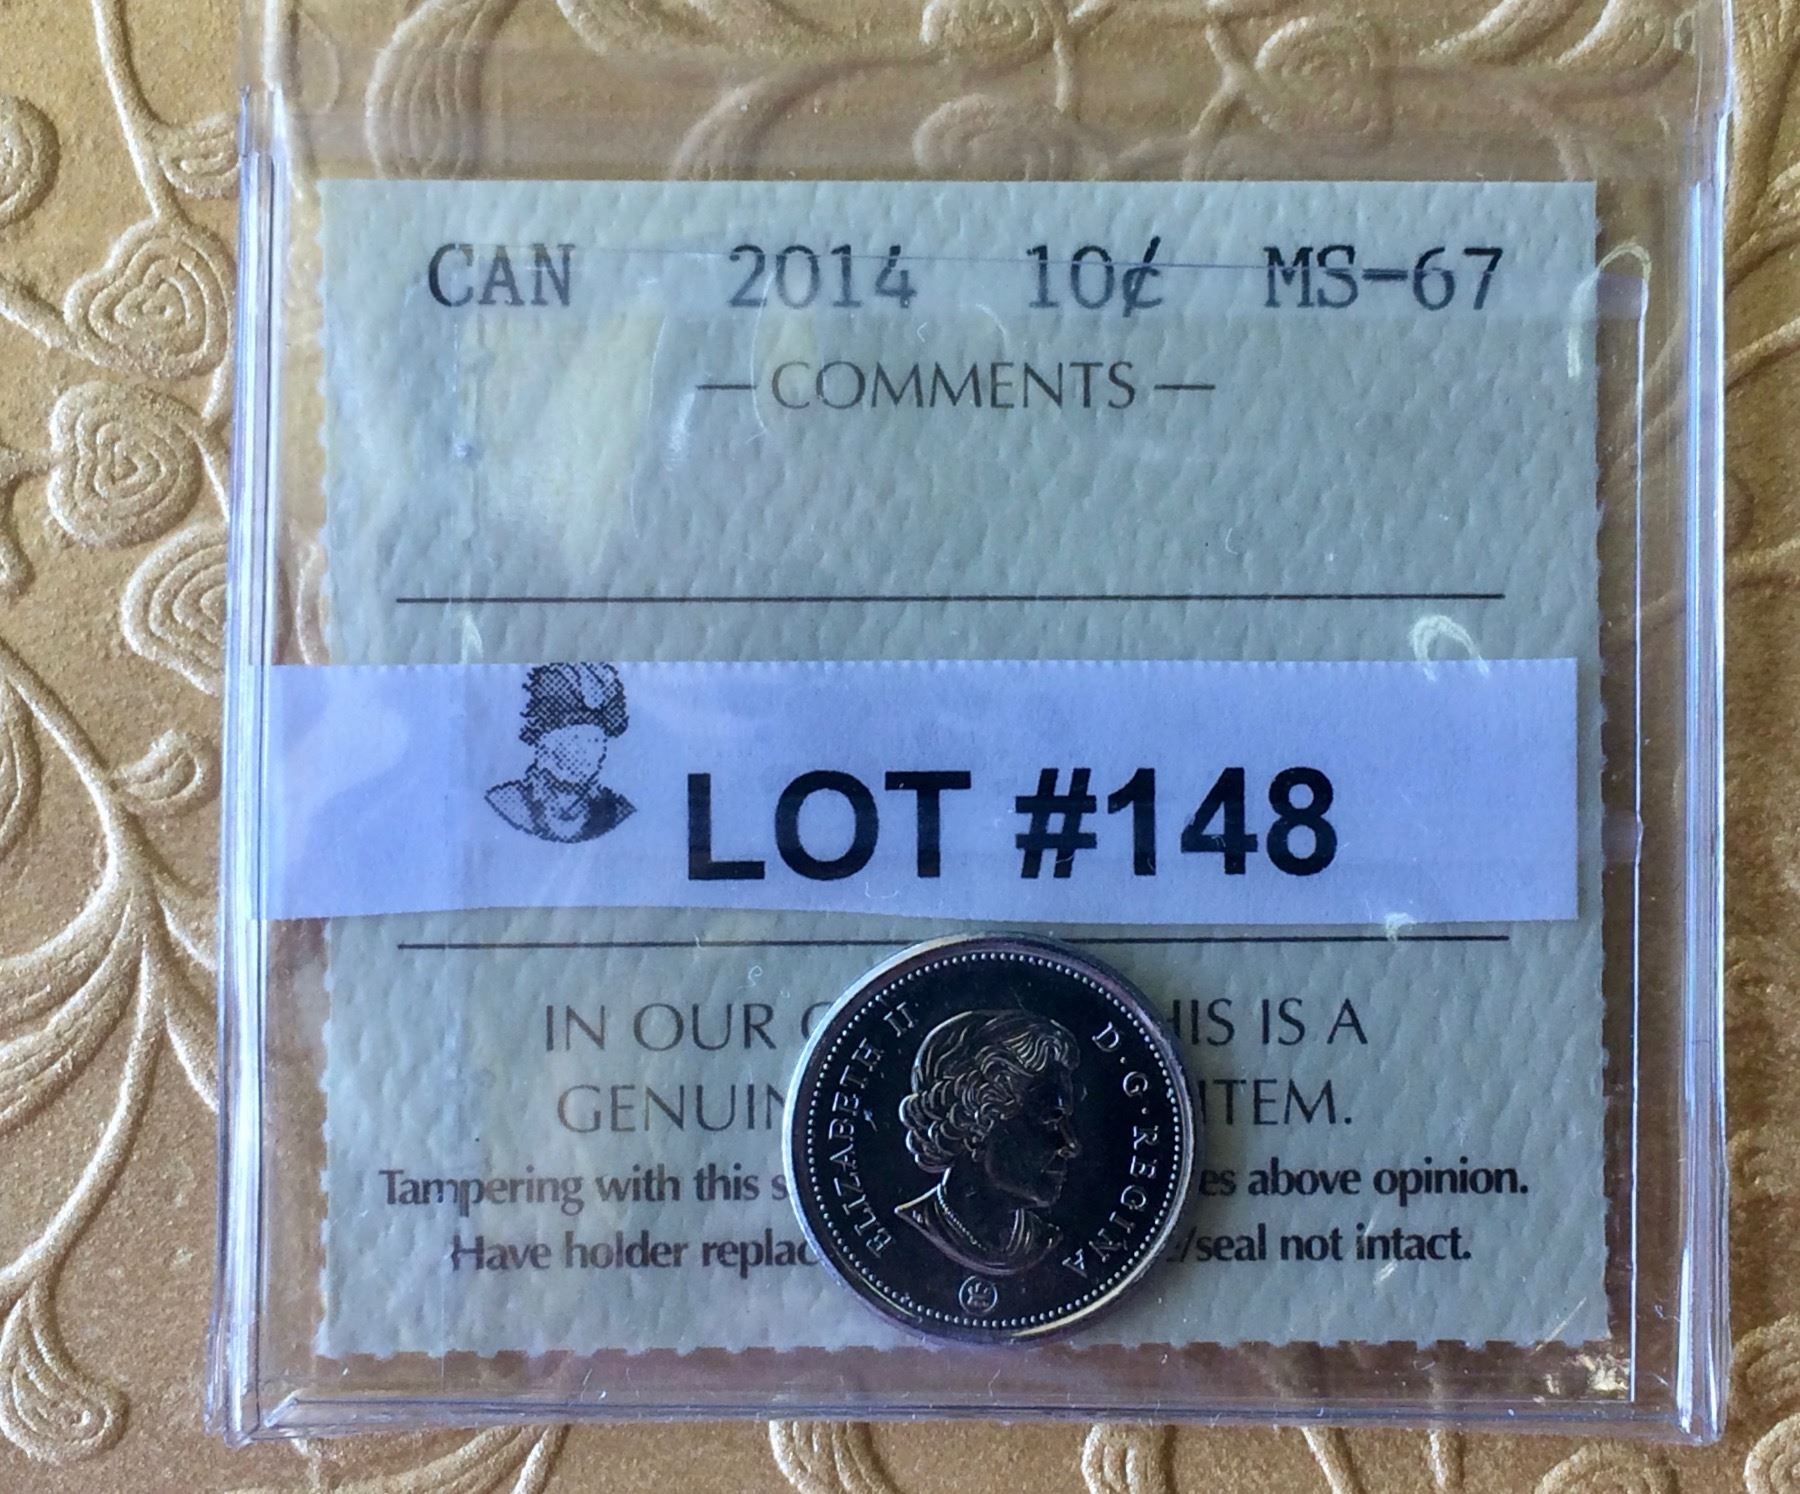 CAN 2014 10¢ MS-67
— COMMENTS —
LOT #148
IN OUR HIS IS A
GENUIN ITEM.
Tampering with this s es above opinion.
Have holder replac /seal not intact.
ELIZABETH II D·G·REGINA